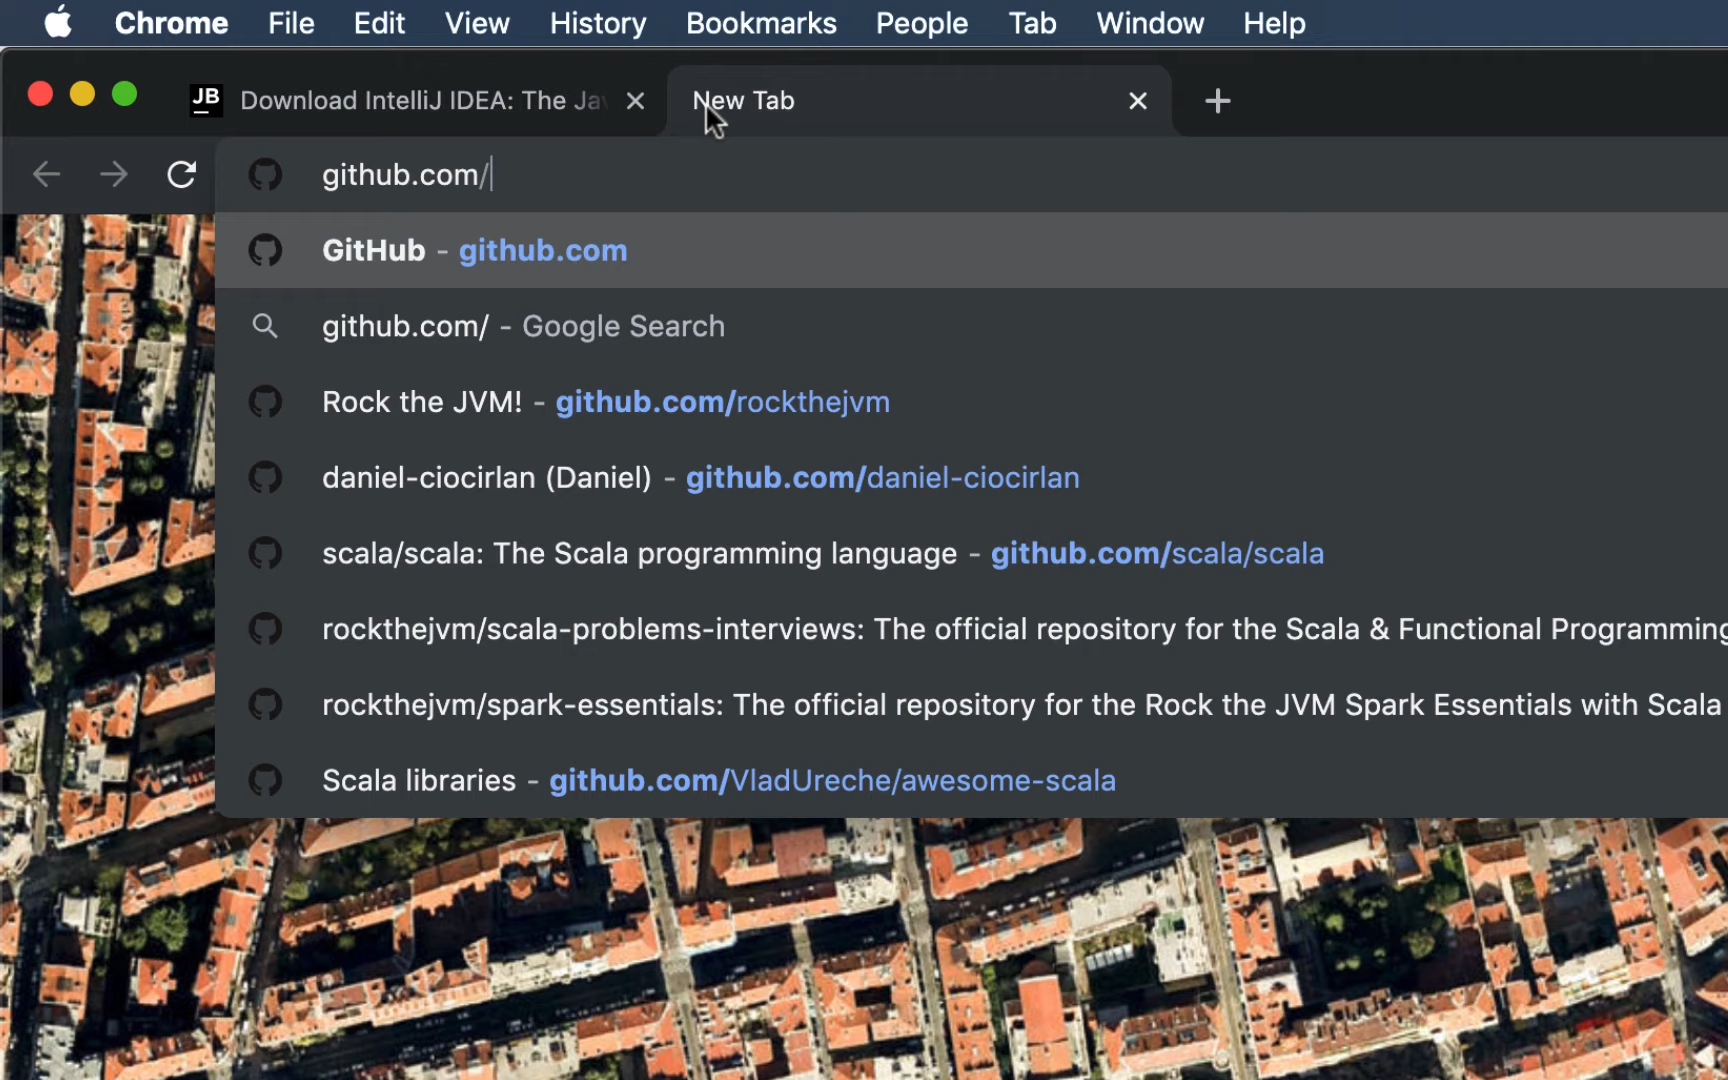 Chrome File Edit View History Bookmarks People Tab Window Help
JB Download IntelliJ IDEA: The Ja New Tab
github.com/
GitHub - github.com
github.com/ - Google Search
Rock the JVM! - github.com/rockthejvm
daniel-ciocirlan (Daniel) - github.com/daniel-ciocirlan
scala/scala: The Scala programming language - github.com/scala/scala
rockthejvm/scala-problems-interviews: The official repository for the Scala & Functional Programming
rockthejvm/spark-essentials: The official repository for the Rock the JVM Spark Essentials with Scala
Scala libraries - github.com/VladUreche/awesome-scala